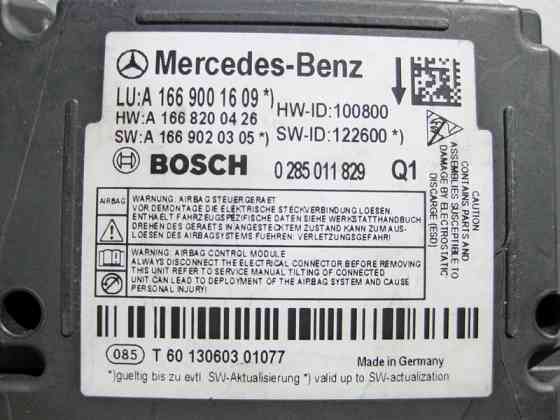 Mercedes-Benz
LU:A 166 900 16 09 *)
HW:A 166 820 04 26
SW:A 166 902 03 05 *)
HW-ID:100800
SW-ID:122600 *)
BOSCH 0 285 011 829 Q1
AIRBAG
WARNUNG: AIRBAG STEUERGERAET
VOR DEMONTAGE DIE ELEKTRISCHE STECKVERBINDUNG LOESEN
ENTHAELT FAHRZEUGSPEZIFISCHE DATEN SIEHE WERKSTATTHANDBUCH
DREHEN DES GERAETS IN ANGESTECKTEM ZUSTAND KANN ZUM AUS-
LOESEN DES AIRBAGSYSTEMS FUEHREN: VERLETZUNGSGEFAHR!
WARNING: AIRBAG CONTROL MODULE
ALWAYS DISCONNECT THE ELECTRICAL CONNECTOR BEFORE REMOVING
THIS UNIT REFER TO SERVICE MANUAL TILTING OF CONNECTED
UNIT CAN LEAD TO DEPLOYMENT OF THE AIRBAG SYSTEM AND CAUSE
PERSONAL INJURY!
CAUTION
CONTAINS PARTS AND
ASSEMBLIES SUSCEPTIBLE TO
DAMAGE BY ELECTROSTATIC
DISCHARGE (ESD)
085 T 60 130603 01077
Made in Germany
*)gueltig bis zu evtl. SW-Aktualisierung/ *) valid up to SW-actualization